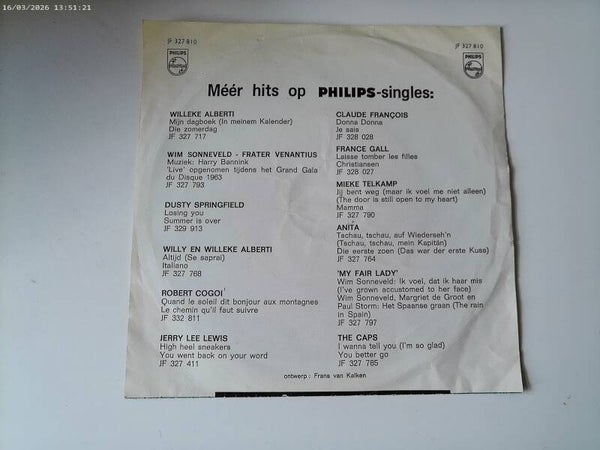 16/03/2026 13:51:21
JF 327 810
JF 327 810
PHILIPS
PHILIPS
Méér hits op PHILIPS-singles:
WILLEKE ALBERTI
Mijn dagboek (In meinem Kalender)
Die zomerdag
JF 327 717
WIM SONNEVELD - FRATER VENANTIUS
Muziek: Harry Bannink
'Live' opgenomen tijdens het Grand Gala
du Disque 1963
JF 327 793
DUSTY SPRINGFIELD
Losing you
Summer is over
JF 329 913
WILLY EN WILLEKE ALBERTI
Altijd (Se saprai)
Italiano
JF 327 768
ROBERT COGOI
Quand le soleil dit bonjour aux montagnes
Le chemin qu'il faut suivre
JF 332 811
JERRY LEE LEWIS
High heel sneakers
You went back on your word
JF 327 411
CLAUDE FRANÇOIS
Donna Donna
Je sais
JF 328 028
FRANCE GALL
Laisse tomber les filles
Christiansen
JF 328 027
MIEKE TELKAMP
Jij bent weg (maar ik voel me niet alleen)
(The door is still open to my heart)
Mamma
JF 327 790
ANITA
Tschau, tschau, auf Wiederseh'n
(Tschau, tschau, mein Kapitän)
Die eerste zoen (Das war der erste Kuss)
JF 327 764
'MY FAIR LADY'
Wim Sonneveld: Ik voel, dat ik haar mis
(I've grown accustomed to her face)
Wim Sonneveld, Margriet de Groot en
Paul Storm: Het Spaanse graan (The rain
in Spain)
JF 327 797
THE CAPS
I wanna tell you (I'm so glad)
You better go
JF 327 785
ontwerp : Frans van Kalken